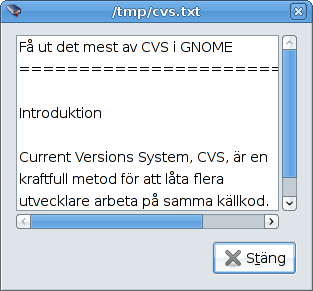 /tmp/cvs.txt
Få ut det mest av CVS i GNOME
==========================
Introduktion
Current Versions System, CVS, är en
kraftfull metod för att låta flera
utvecklare arbeta på samma källkod.
Stäng